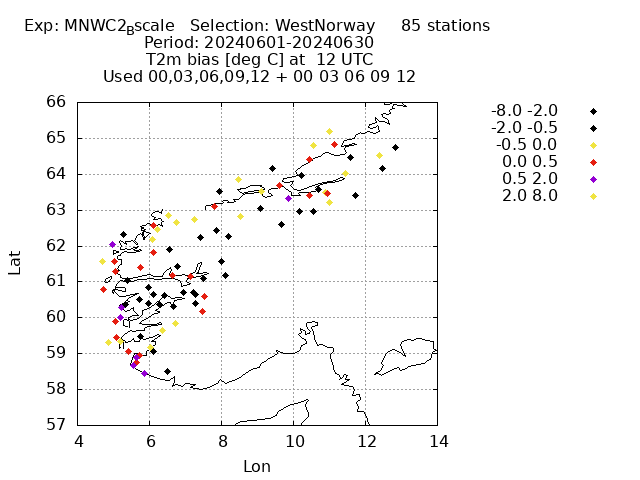 Exp: MNWC2_Bscale   Selection: WestNorway     85 stations
Period: 20240601-20240630
T2m bias [deg C] at  12 UTC
Used 00,03,06,09,12 + 00 03 06 09 12
-8.0 -2.0
-2.0 -0.5
-0.5 0.0
0.0 0.5
0.5 2.0
2.0 8.0
66
65
64
63
62
61
60
59
58
57
Lat
4 6 8 10 12 14
Lon